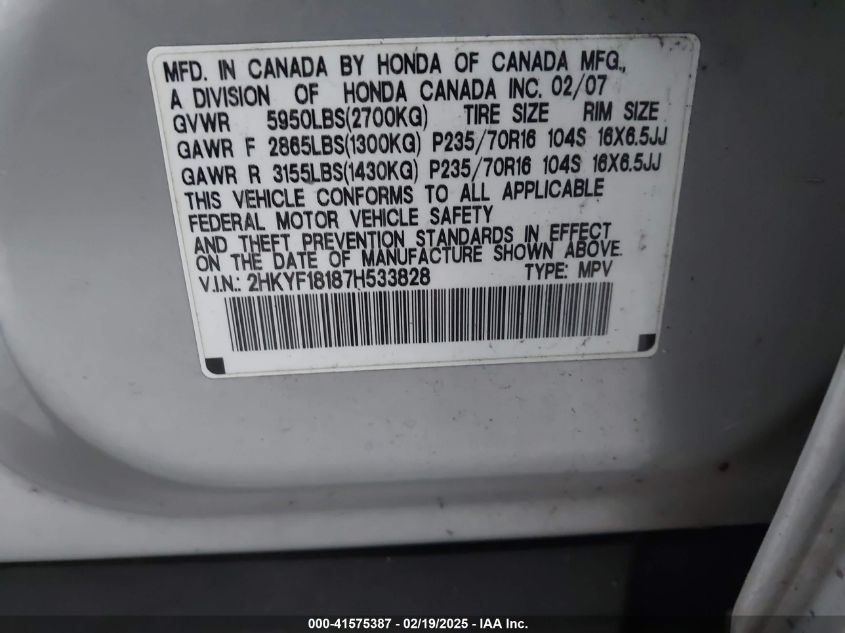 MFD. IN CANADA BY HONDA OF CANADA MFG.,
A DIVISION OF HONDA CANADA INC. 02/07
GVWR 5950LBS(2700KG) TIRE SIZE RIM SIZE
GAWR F 2865LBS(1300KG) P235/70R16 104S 16X6.5JJ
GAWR R 3155LBS(1430KG) P235/70R16 104S 16X6.5JJ
THIS VEHICLE CONFORMS TO ALL APPLICABLE
FEDERAL MOTOR VEHICLE SAFETY
AND THEFT PREVENTION STANDARDS IN EFFECT
ON THE DATE OF MANUFACTURE SHOWN ABOVE.
V.I.N.: 2HKYF18187H533828 TYPE: MPV
000-41575387 - 02/19/2025 - IAA Inc.